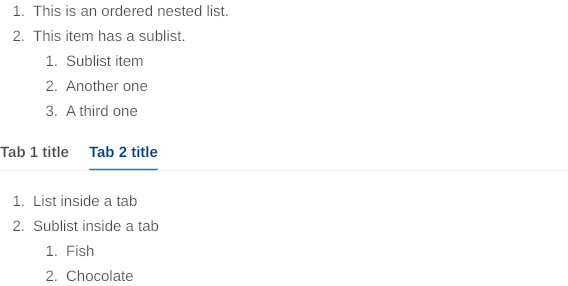 1. This is an ordered nested list.
2. This item has a sublist.
1. Sublist item
2. Another one
3. A third one
Tab 1 title Tab 2 title
1. List inside a tab
2. Sublist inside a tab
1. Fish
2. Chocolate